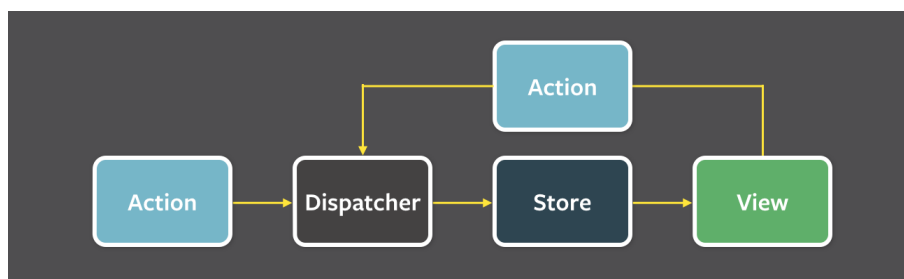 Action
Action
Dispatcher
Store
View